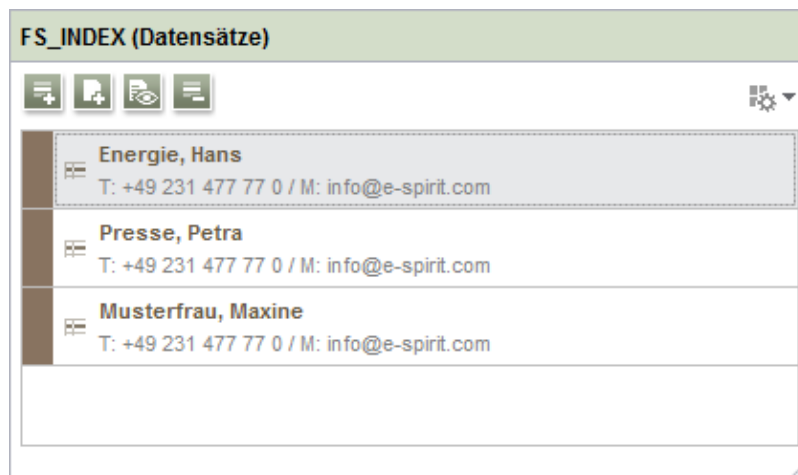 FS_INDEX (Datensätze)
Energie, Hans
T: +49 231 477 77 0 / M: info@e-spirit.com
Presse, Petra
T: +49 231 477 77 0 / M: info@e-spirit.com
Musterfrau, Maxine
T: +49 231 477 77 0 / M: info@e-spirit.com